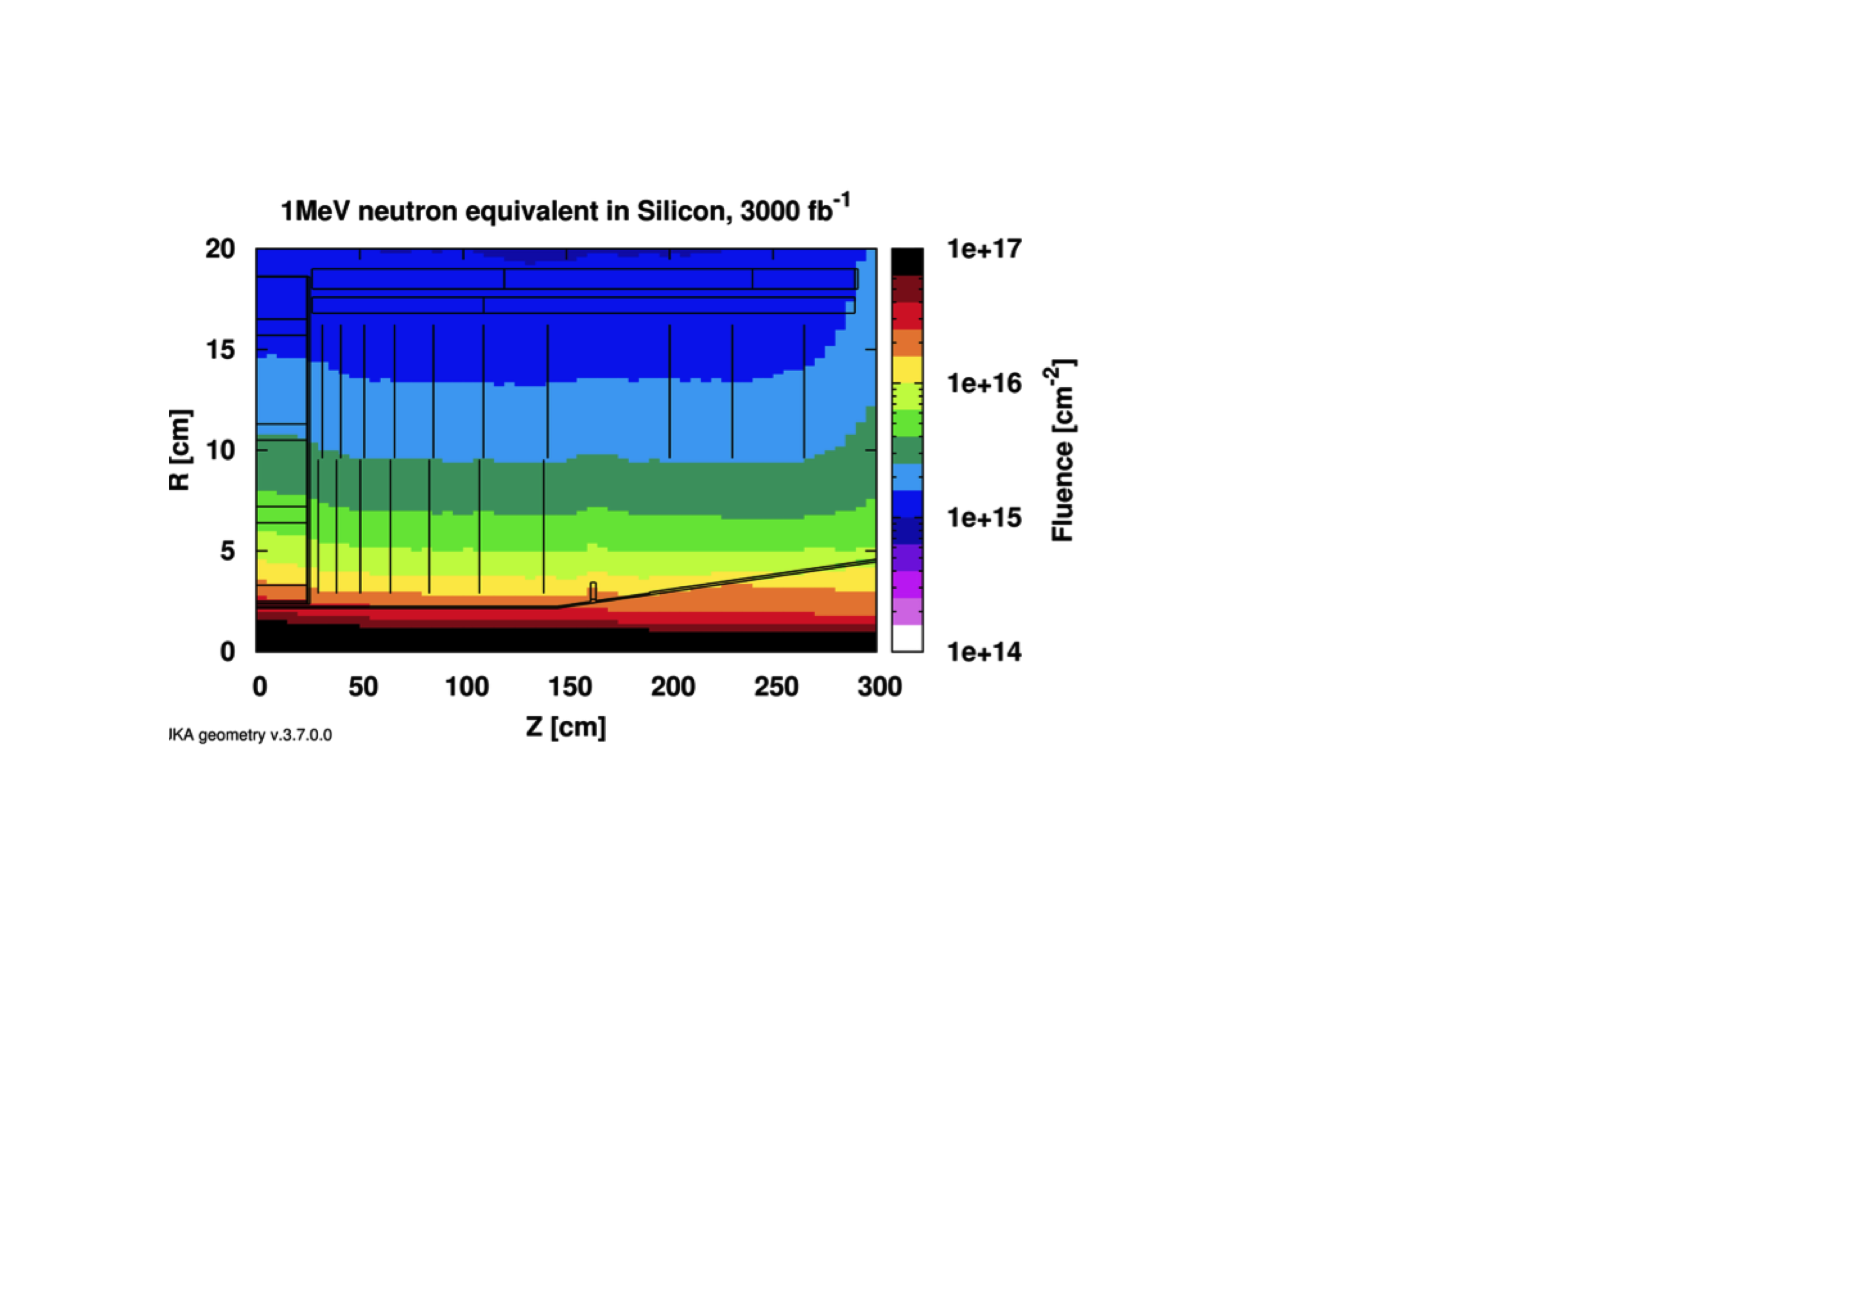 1MeV neutron equivalent in Silicon, 3000 fb-1
20
15
10
5
0
R [cm]
0 50 100 150 200 250 300
Z [cm]
1e+17
1e+16
1e+15
1e+14
Fluence [cm-2]
JKA geometry v.3.7.0.0